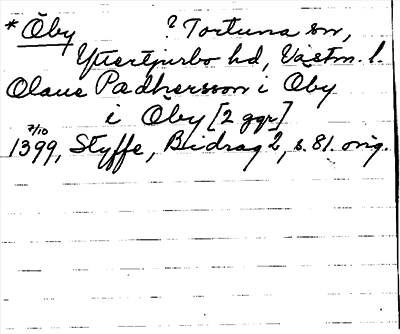 * Öby ? Tortuna sn,
Yttertjurbo hd, Västm. l.
Olaus Padhersson i Öby
i Öby [2 ggr]
7/10
1399, Styffe, Bidrag 2, s. 81. orig.